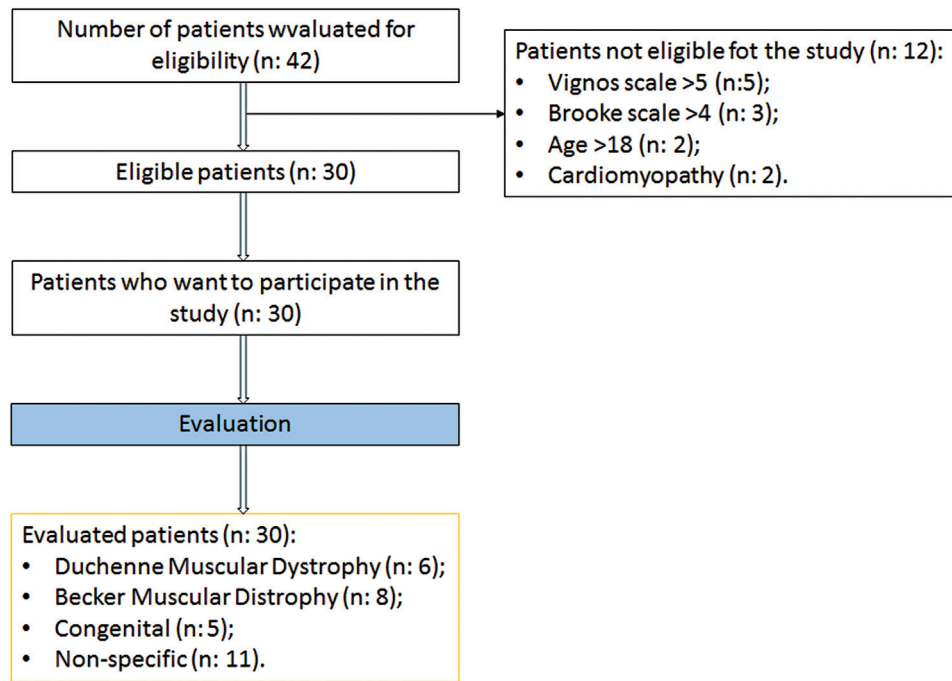 Number of patients wvaluated for
eligibility (n: 42)
Patients not eligible fot the study (n: 12):
• Vignos scale >5 (n:5);
• Brooke scale >4 (n: 3);
• Age >18 (n: 2);
• Cardiomyopathy (n: 2).
Eligible patients (n: 30)
Patients who want to participate in the
study (n: 30)
Evaluation
Evaluated patients (n: 30):
• Duchenne Muscular Dystrophy (n: 6);
• Becker Muscular Distrophy (n: 8);
• Congenital (n: 5);
• Non-specific (n: 11).